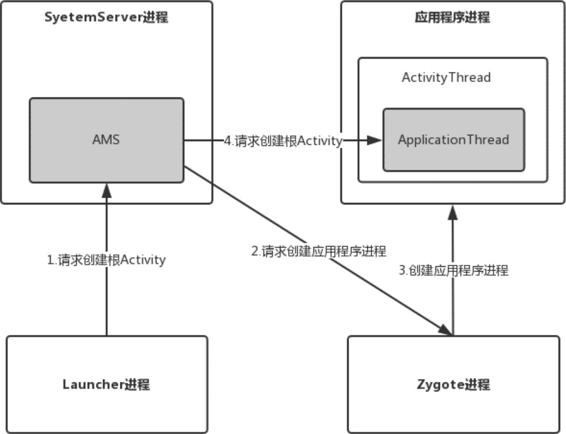 SyetemServer进程
应用程序进程
ActivityThread
AMS
4.请求创建根Activity
ApplicationThread
1.请求创建根Activity
2.请求创建应用程序进程
3.创建应用程序进程
Launcher进程
Zygote进程